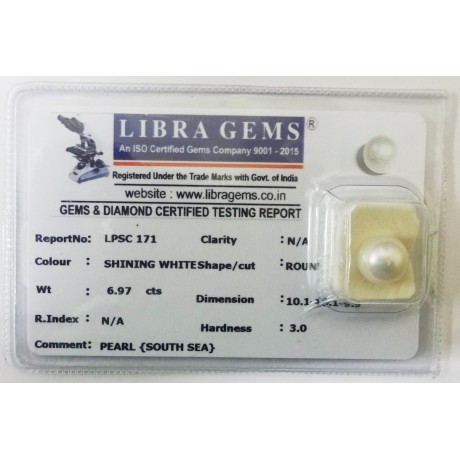 LIBRA GEMS ®
An ISO Certified Gems Company 9001 - 2015
Registered Under the Trade Marks with Govt. of India
website : www.libragems.co.in
GEMS & DIAMOND CERTIFIED TESTING REPORT
ReportNo: LPSC 171 Clarity : N/A
Colour : SHINING WHITE Shape/cut :
Wt : 6.97 cts
Dimension :
R.Index : N/A Hardness : 3.0
Comment: PEARL {SOUTH SEA}